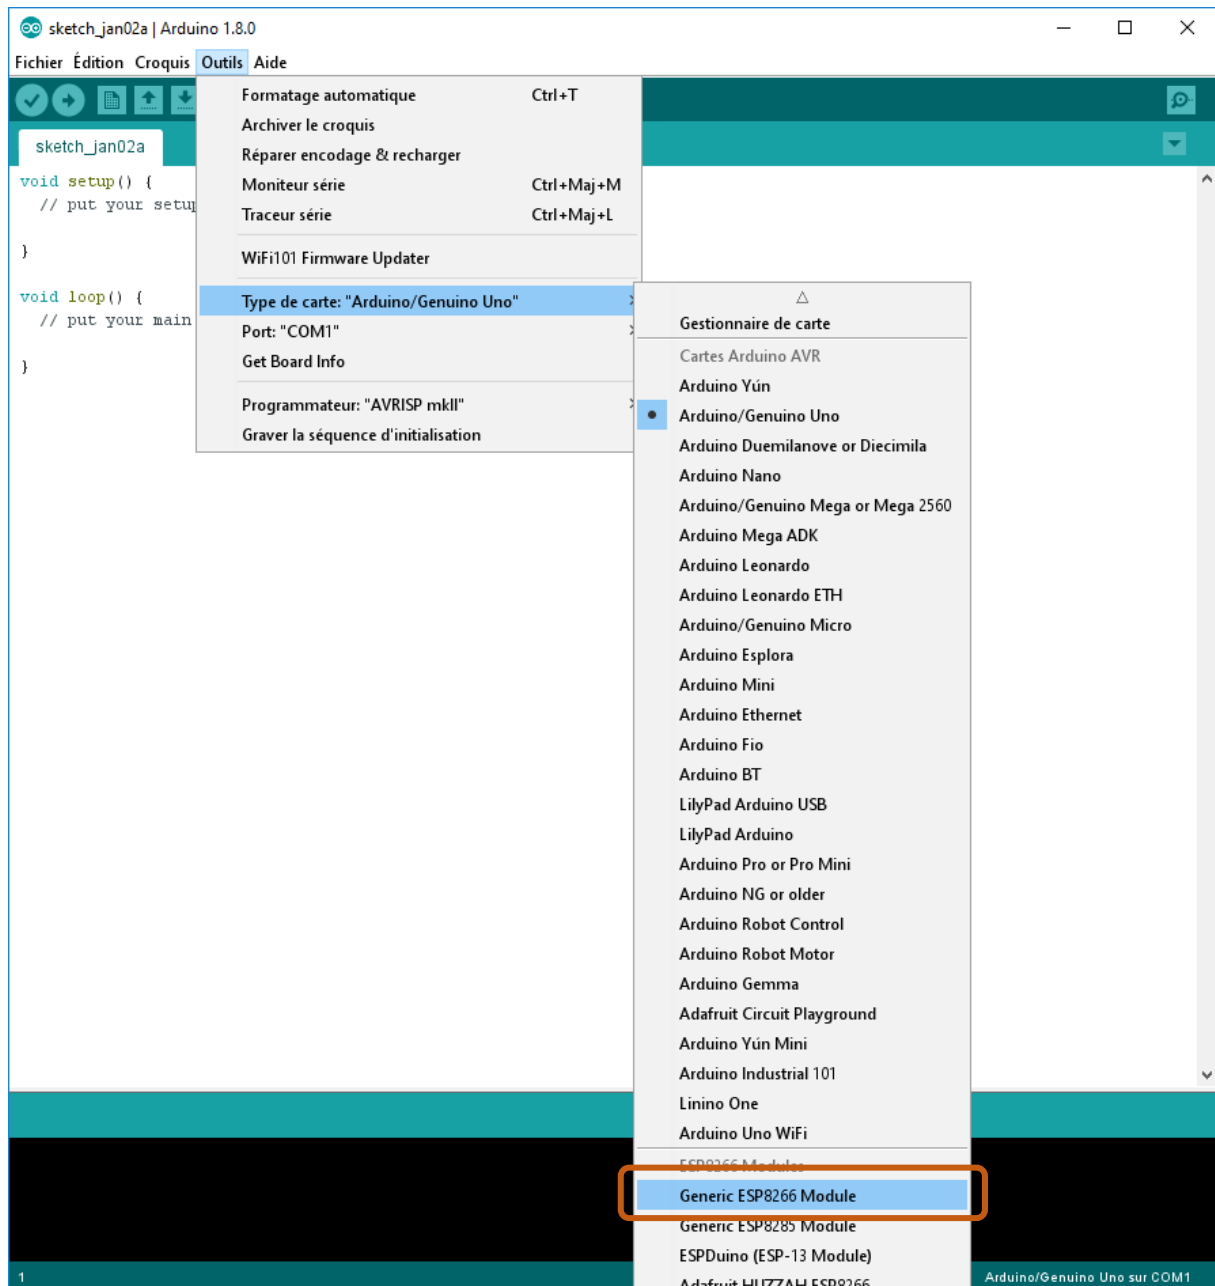 sketch_jan02a | Arduino 1.8.0
Fichier Édition Croquis Outils Aide
sketch_jan02a
void setup() {
// put your setup
}
void loop() {
// put your main
}
Formatage automatique Ctrl+T
Archiver le croquis
Réparer encodage & recharger
Moniteur série Ctrl+Maj+M
Traceur série Ctrl+Maj+L
WiFi101 Firmware Updater
Type de carte: "Arduino/Genuino Uno"
Port: "COM1"
Get Board Info
Programmateur: "AVRISP mkII"
Graver la séquence d'initialisation
Gestionnaire de carte
Cartes Arduino AVR
Arduino Yún
Arduino/Genuino Uno
Arduino Duemilanove or Diecimila
Arduino Nano
Arduino/Genuino Mega or Mega 2560
Arduino Mega ADK
Arduino Leonardo
Arduino Leonardo ETH
Arduino/Genuino Micro
Arduino Esplora
Arduino Mini
Arduino Ethernet
Arduino Fio
Arduino BT
LilyPad Arduino USB
LilyPad Arduino
Arduino Pro or Pro Mini
Arduino NG or older
Arduino Robot Control
Arduino Robot Motor
Arduino Gemma
Adafruit Circuit Playground
Arduino Yún Mini
Arduino Industrial 101
Linino One
Arduino Uno WiFi
ESP8266 Modules
Generic ESP8266 Module
Generic ESP8285 Module
ESPDuino (ESP-13 Module)
Adafruit HUZZAH ESP8266
1 Arduino/Genuino Uno sur COM1